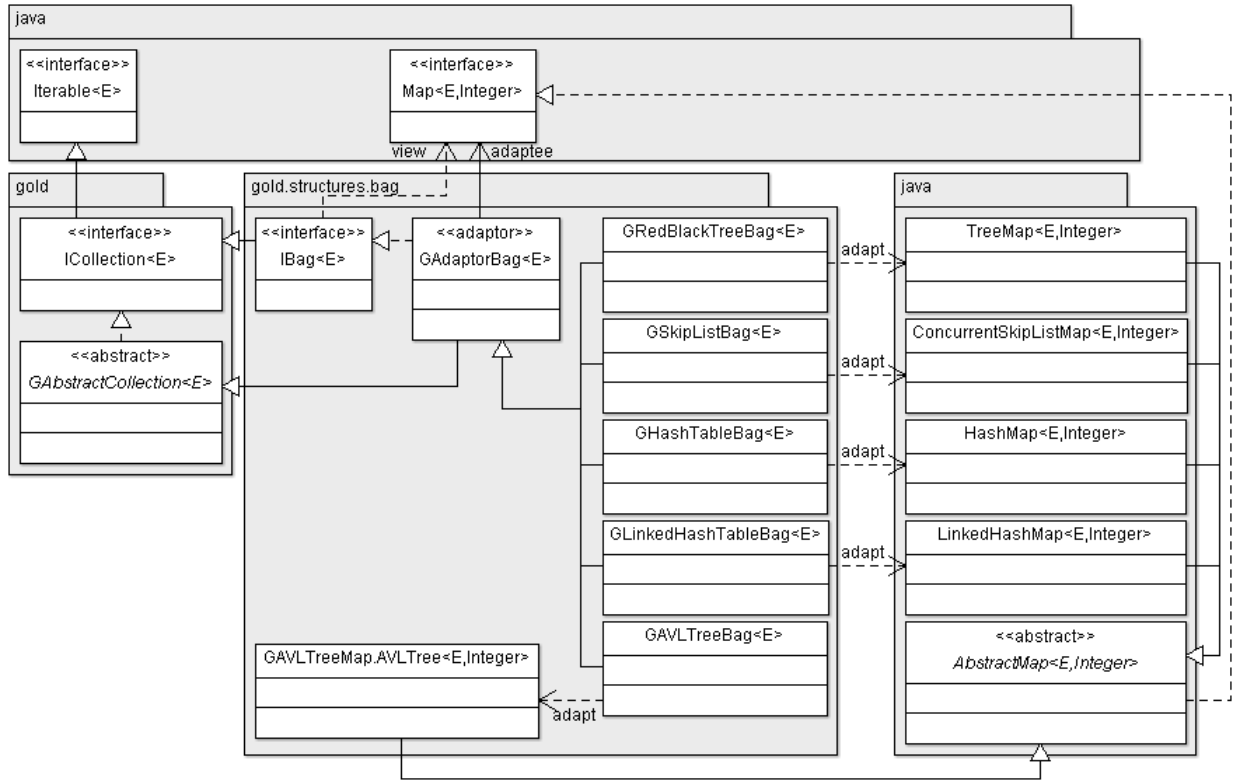 java
<<interface>>
Iterable<E>
<<interface>>
Map<E,Integer>
view
adaptee
gold
<<interface>>
ICollection<E>
<<abstract>>
GAbstractCollection<E>
gold.structures.bag
<<interface>>
IBag<E>
<<adaptor>>
GAdaptorBag<E>
GRedBlackTreeBag<E>
adapt
GSkipListBag<E>
adapt
GHashTableBag<E>
adapt
GLinkedHashTableBag<E>
adapt
GAVLTreeBag<E>
GAVLTreeMap.AVLTree<E,Integer>
adapt
java
TreeMap<E,Integer>
ConcurrentSkipListMap<E,Integer>
HashMap<E,Integer>
LinkedHashMap<E,Integer>
<<abstract>>
AbstractMap<E,Integer>